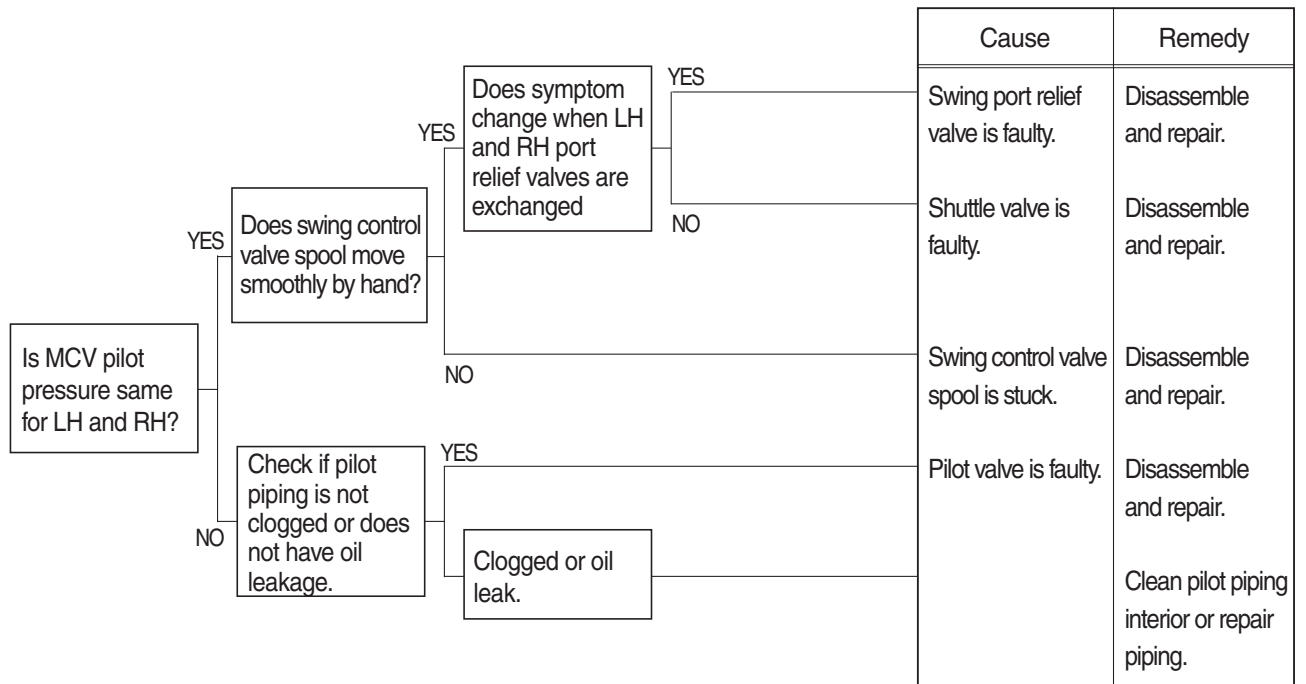 Cause
Remedy
Does symptom
change when LH
and RH port
relief valves are
exchanged
YES
NO
Swing port relief
valve is faulty.
Disassemble
and repair.
Shuttle valve is
faulty.
Disassemble
and repair.
YES
Does swing control
valve spool move
smoothly by hand?
YES
NO
Swing control valve
spool is stuck.
Disassemble
and repair.
Is MCV pilot
pressure same
for LH and RH?
NO
Check if pilot
piping is not
clogged or does
not have oil
leakage.
YES
Pilot valve is faulty.
Disassemble
and repair.
Clogged or oil
leak.
Clean pilot piping
interior or repair
piping.